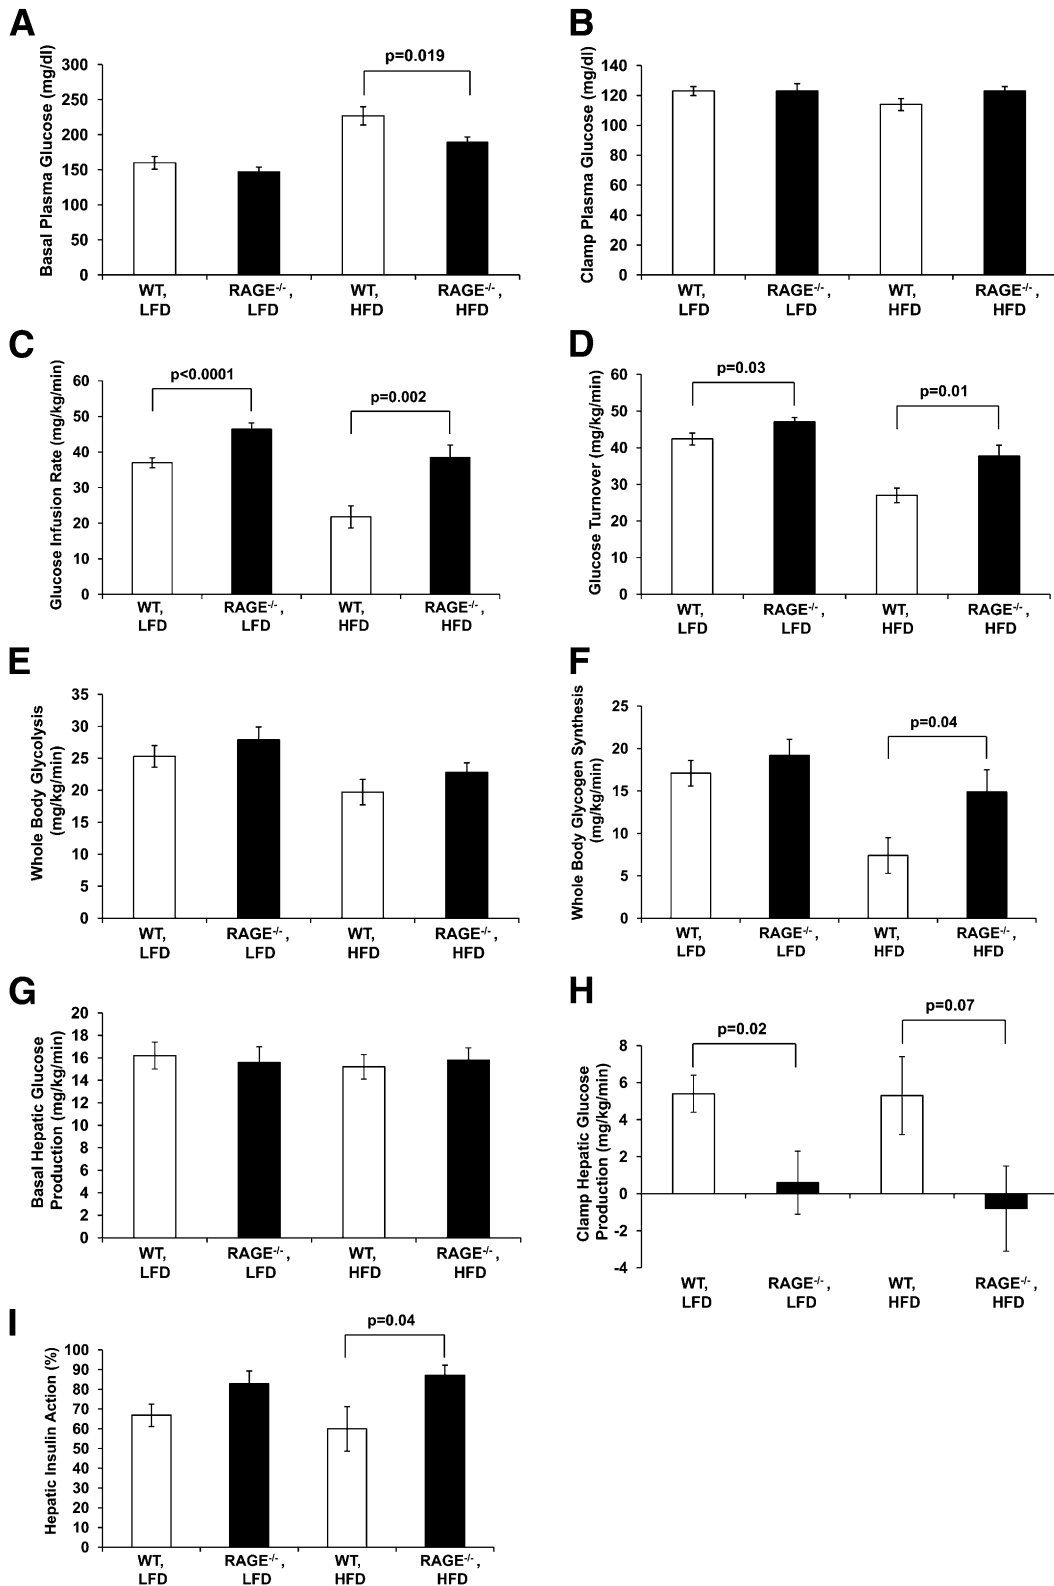 A
Basal Plasma Glucose (mg/dl)
300
250
200
150
100
50
0
p=0.019
WT,
LFD
RAGE-/-,
LFD
WT,
HFD
RAGE-/-,
HFD
B
Clamp Plasma Glucose (mg/dl)
140
120
100
80
60
40
20
0
WT,
LFD
RAGE-/-,
LFD
WT,
HFD
RAGE-/-,
HFD
C
Glucose Infusion Rate (mg/kg/min)
60
50
40
30
20
10
0
p<0.0001
p=0.002
WT,
LFD
RAGE-/-,
LFD
WT,
HFD
RAGE-/-,
HFD
D
Glucose Turnover (mg/kg/min)
60
50
40
30
20
10
0
p=0.03
p=0.01
WT,
LFD
RAGE-/-,
LFD
WT,
HFD
RAGE-/-,
HFD
E
Whole Body Glycolysis
(mg/kg/min)
35
30
25
20
15
10
5
0
WT,
LFD
RAGE-/-,
LFD
WT,
HFD
RAGE-/-,
HFD
F
Whole Body Glycogen Synthesis
(mg/kg/min)
25
20
15
10
5
0
p=0.04
WT,
LFD
RAGE-/-,
LFD
WT,
HFD
RAGE-/-,
HFD
G
Basal Hepatic Glucose
Production (mg/kg/min)
20
18
16
14
12
10
8
6
4
2
0
WT,
LFD
RAGE-/-,
LFD
WT,
HFD
RAGE-/-,
HFD
H
Clamp Hepatic Glucose
Production (mg/kg/min)
8
6
4
2
0
-2
-4
p=0.02
p=0.07
WT,
LFD
RAGE-/-,
LFD
WT,
HFD
RAGE-/-,
HFD
I
Hepatic Insulin Action (%)
100
90
80
70
60
50
40
30
20
10
0
p=0.04
WT,
LFD
RAGE-/-,
LFD
WT,
HFD
RAGE-/-,
HFD